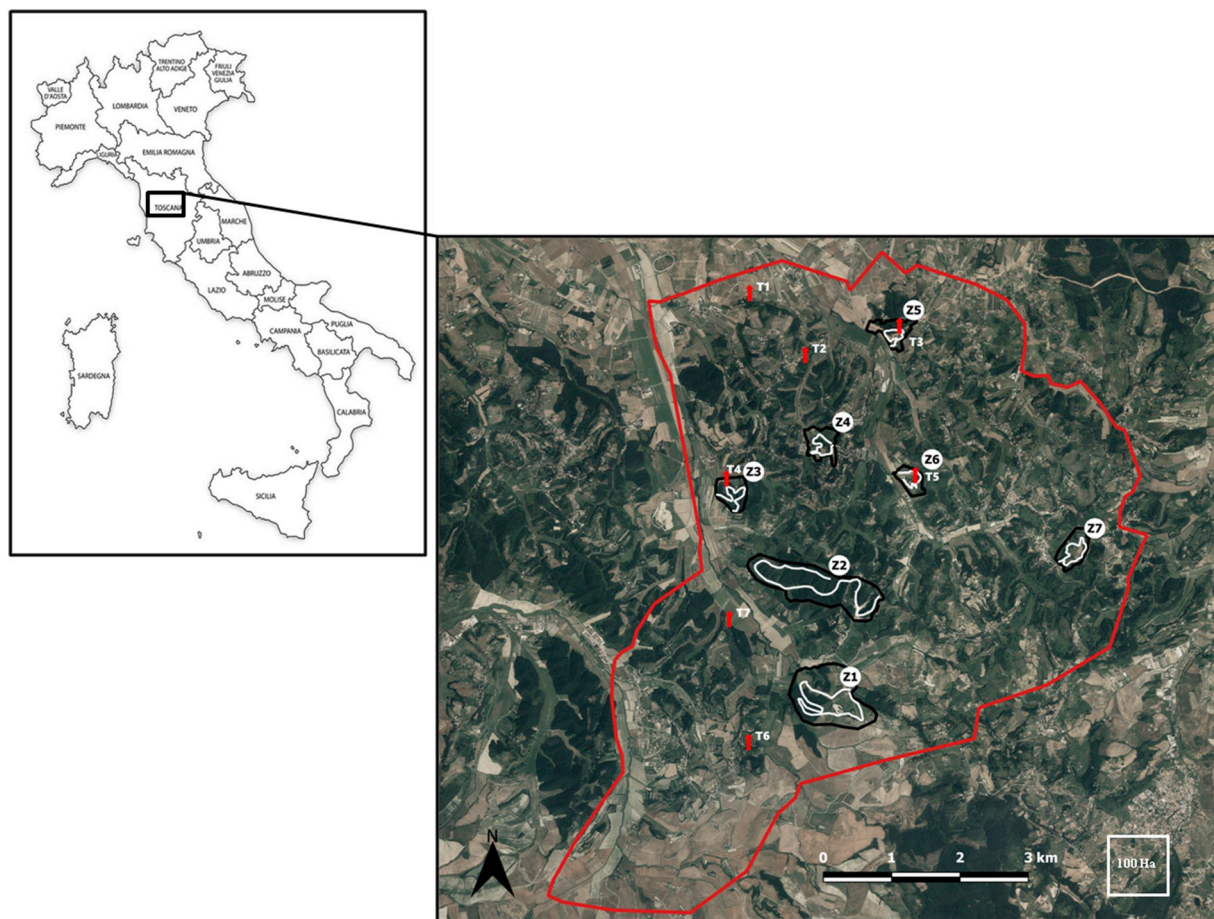 TRENTINO
ALTO ADIGE
FRIULI
VENEZIA
GIULIA
VALLE
D'AOSTA
LOMBARDIA
VENETO
PIEMONTE
EMILIA ROMAGNA
LIGURIA
TOSCANA
MARCHE
UMBRIA
ABRUZZO
LAZIO
MOLISE
CAMPANIA
PUGLIA
BASILICATA
SARDEGNA
CALABRIA
SICILIA
T1
Z5
T2
T3
Z4
Z6
T4
Z3
T5
Z7
Z2
T7
Z1
T6
N
0 1 2 3 km
100 Ha